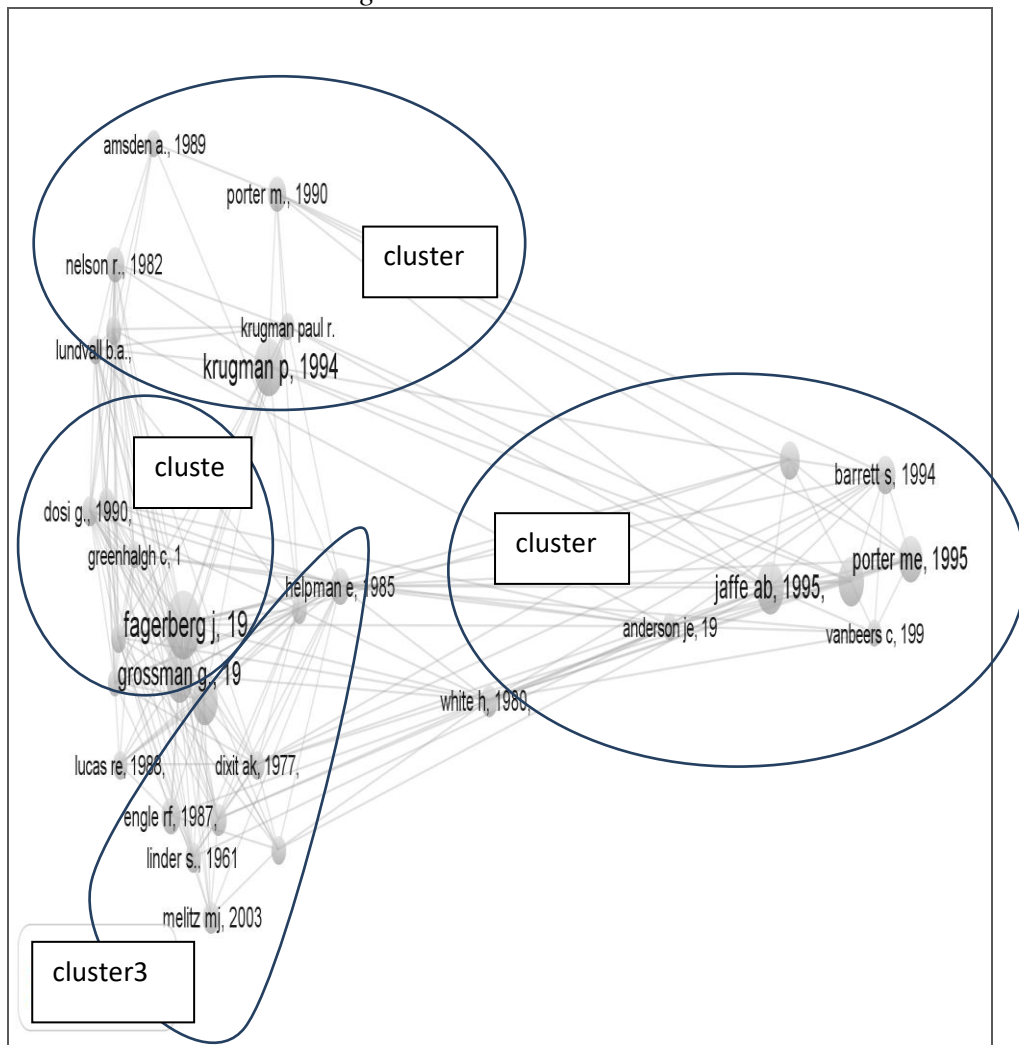 amsden a., 1989
porter m., 1990
cluster
nelson r., 1982
krugman paul r.
lundvall b.a.,
krugman p, 1994
cluste
barrett s, 1994
dosi g., 1990,
cluster
greenhalgh c, 1
porter me, 1995
helpman e, 1985
jaffe ab, 1995,
fagerberg j, 19
anderson je, 19
vanbeers c, 199
grossman g., 19
white h, 1980,
lucas re, 1988,
dixit ak, 1977,
engle rf, 1987,
linder s., 1961
melitz mj, 2003
cluster3